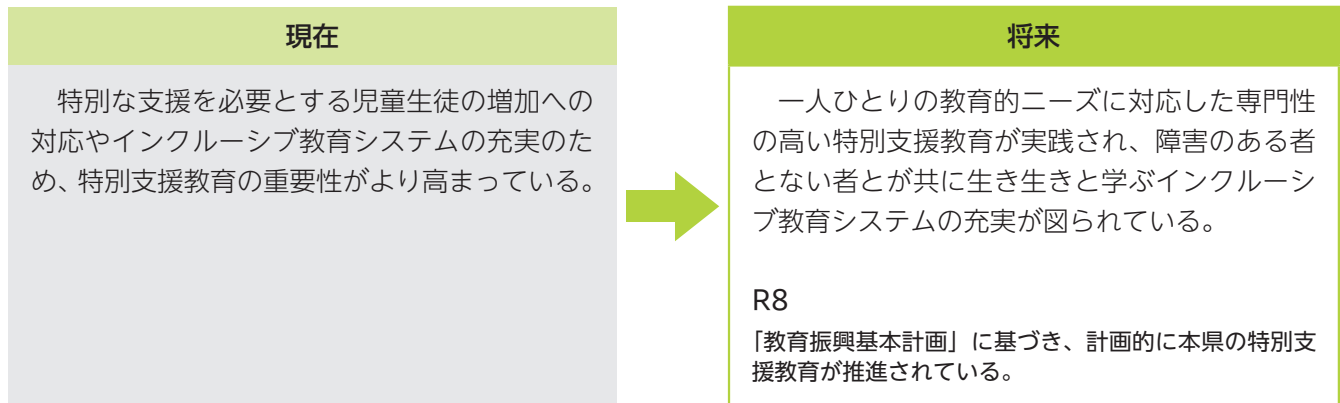 現在
特別な支援を必要とする児童生徒の増加への
対応やインクルーシブ教育システムの充実のた
め、特別支援教育の重要性がより高まっている。
将来
一人ひとりの教育的ニーズに対応した専門性
の高い特別支援教育が実践され、障害のある者
とない者とが共に生き生きと学ぶインクルーシ
ブ教育システムの充実が図られている。
R8
「教育振興基本計画」に基づき、計画的に本県の特別支
援教育が推進されている。